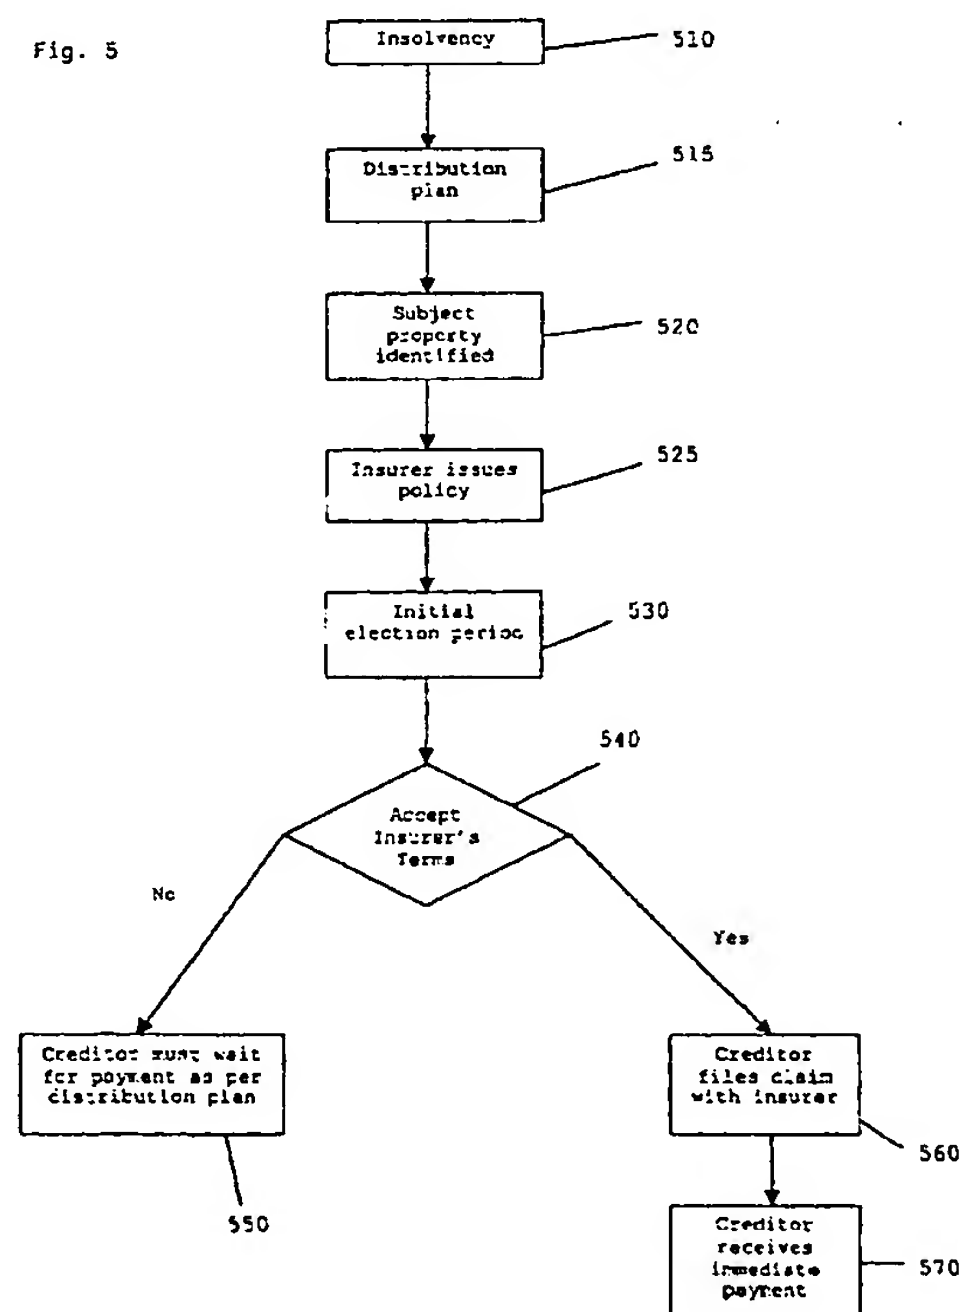 Fig. 5
Insolvency
510
Distribution
plan
515
Subject
property
identified
520
Insurer issues
policy
525
Initial
election period
530
540
Accept
Insurer's
Terms
No
Yes
Creditor must wait
for payment as per
distribution plan
550
Creditor
files claim
with insurer
560
Creditor
receives
immediate
payment
570